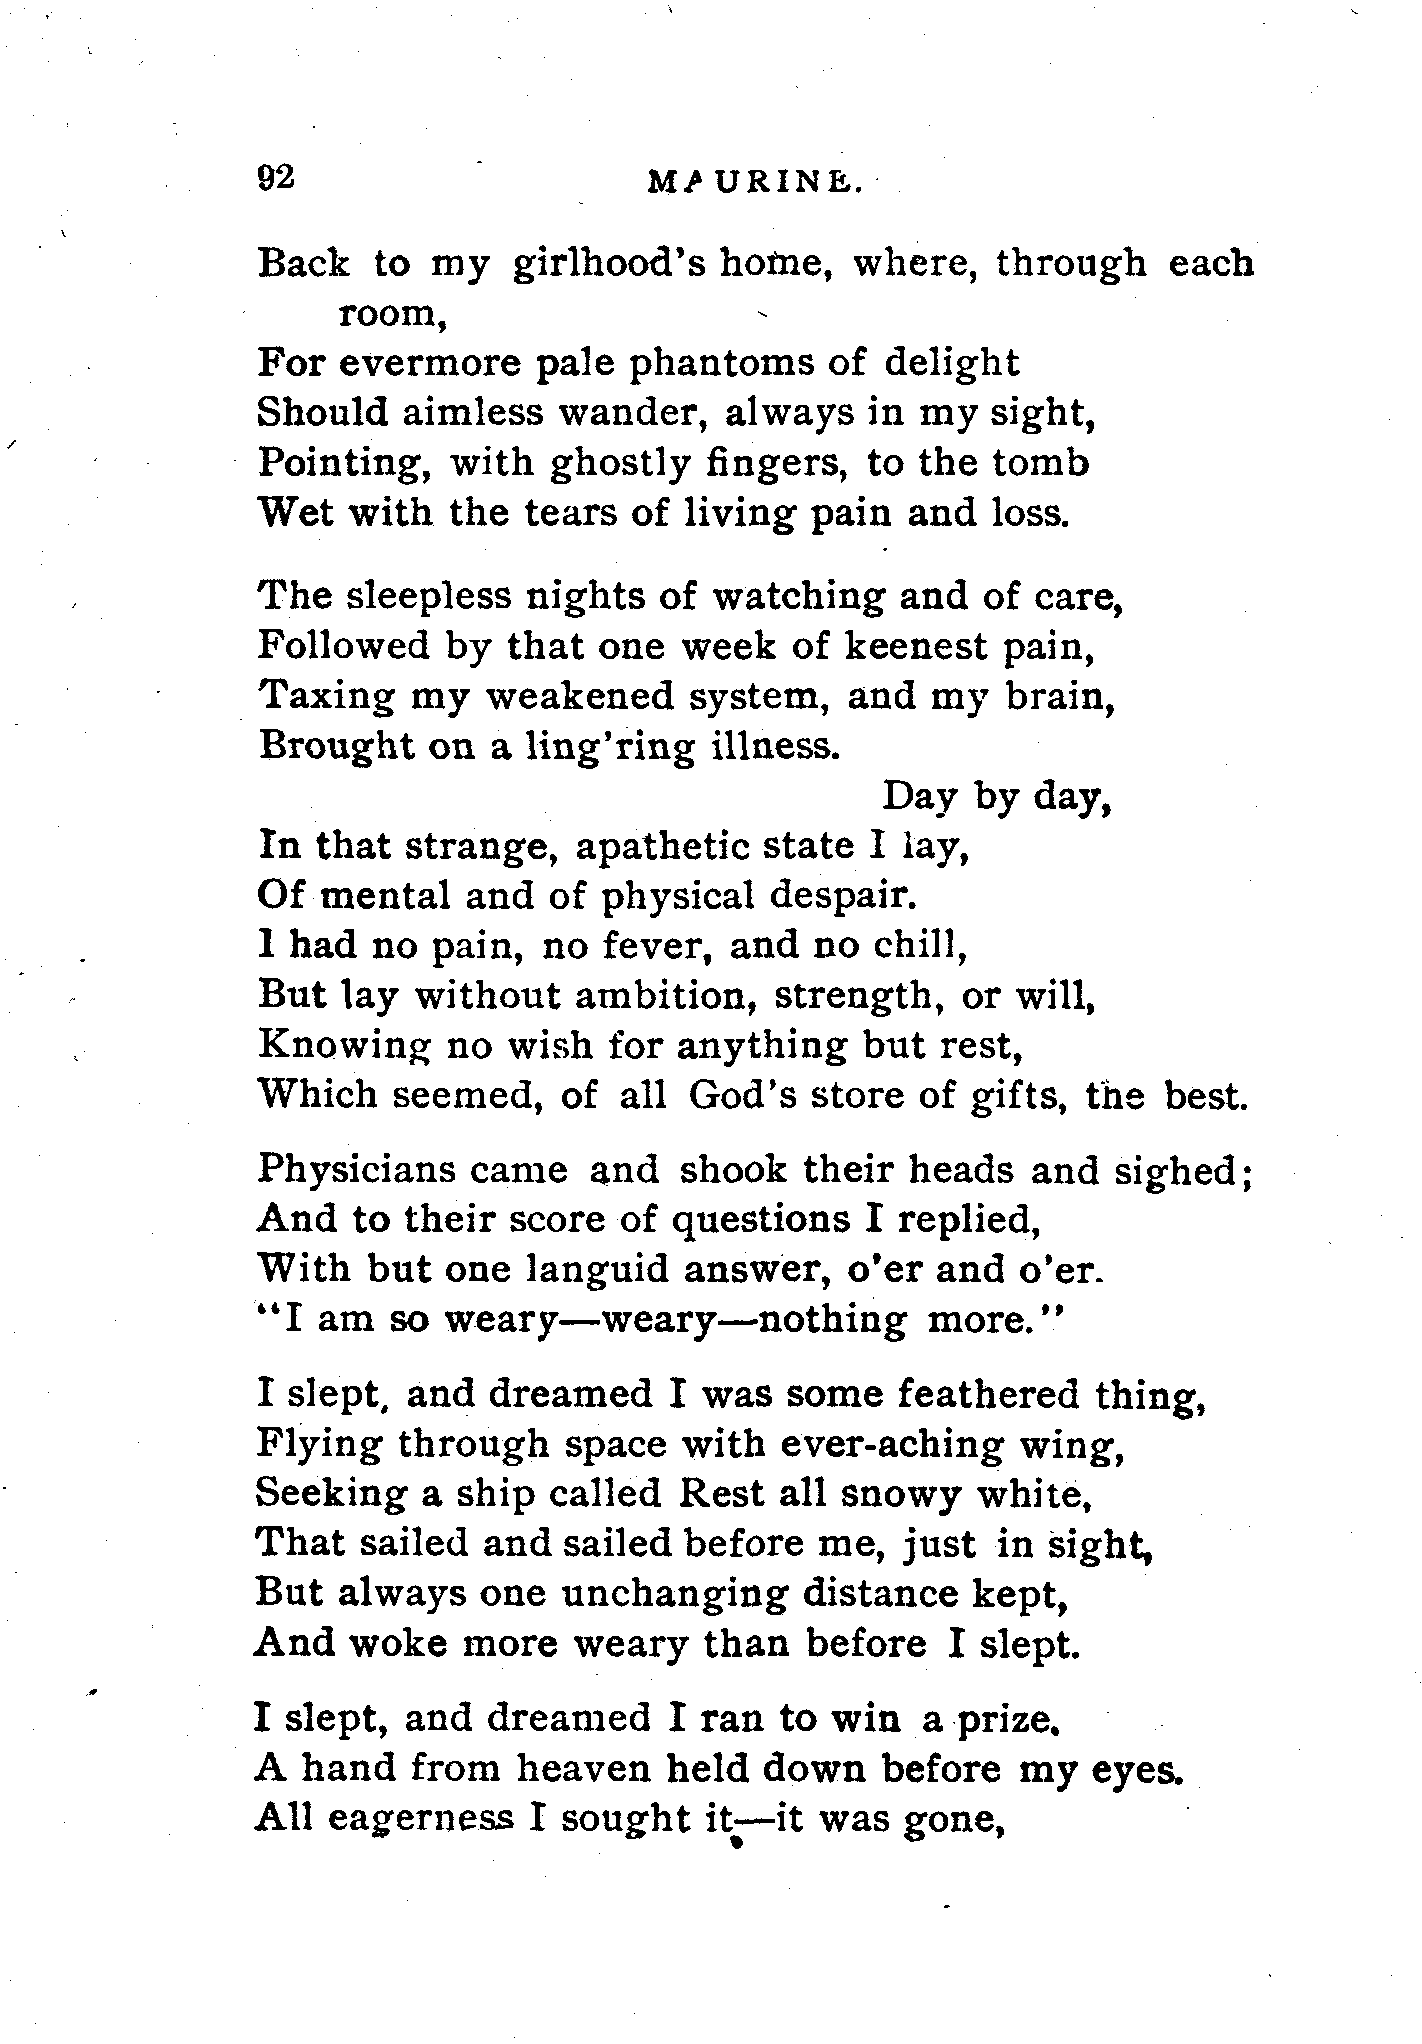 92 MAURINE.
Back to my girlhood's home, where, through each
room,
For evermore pale phantoms of delight
Should aimless wander, always in my sight,
Pointing, with ghostly fingers, to the tomb
Wet with the tears of living pain and loss.
The sleepless nights of watching and of care,
Followed by that one week of keenest pain,
Taxing my weakened system, and my brain,
Brought on a ling'ring illness.
Day by day,
In that strange, apathetic state I lay,
Of mental and of physical despair.
I had no pain, no fever, and no chill,
But lay without ambition, strength, or will,
Knowing no wish for anything but rest,
Which seemed, of all God's store of gifts, the best.
Physicians came and shook their heads and sighed;
And to their score of questions I replied,
With but one languid answer, o'er and o'er.
"I am so weary—weary—nothing more."
I slept, and dreamed I was some feathered thing,
Flying through space with ever-aching wing,
Seeking a ship called Rest all snowy white,
That sailed and sailed before me, just in sight,
But always one unchanging distance kept,
And woke more weary than before I slept.
I slept, and dreamed I ran to win a prize.
A hand from heaven held down before my eyes.
All eagerness I sought it—it was gone,